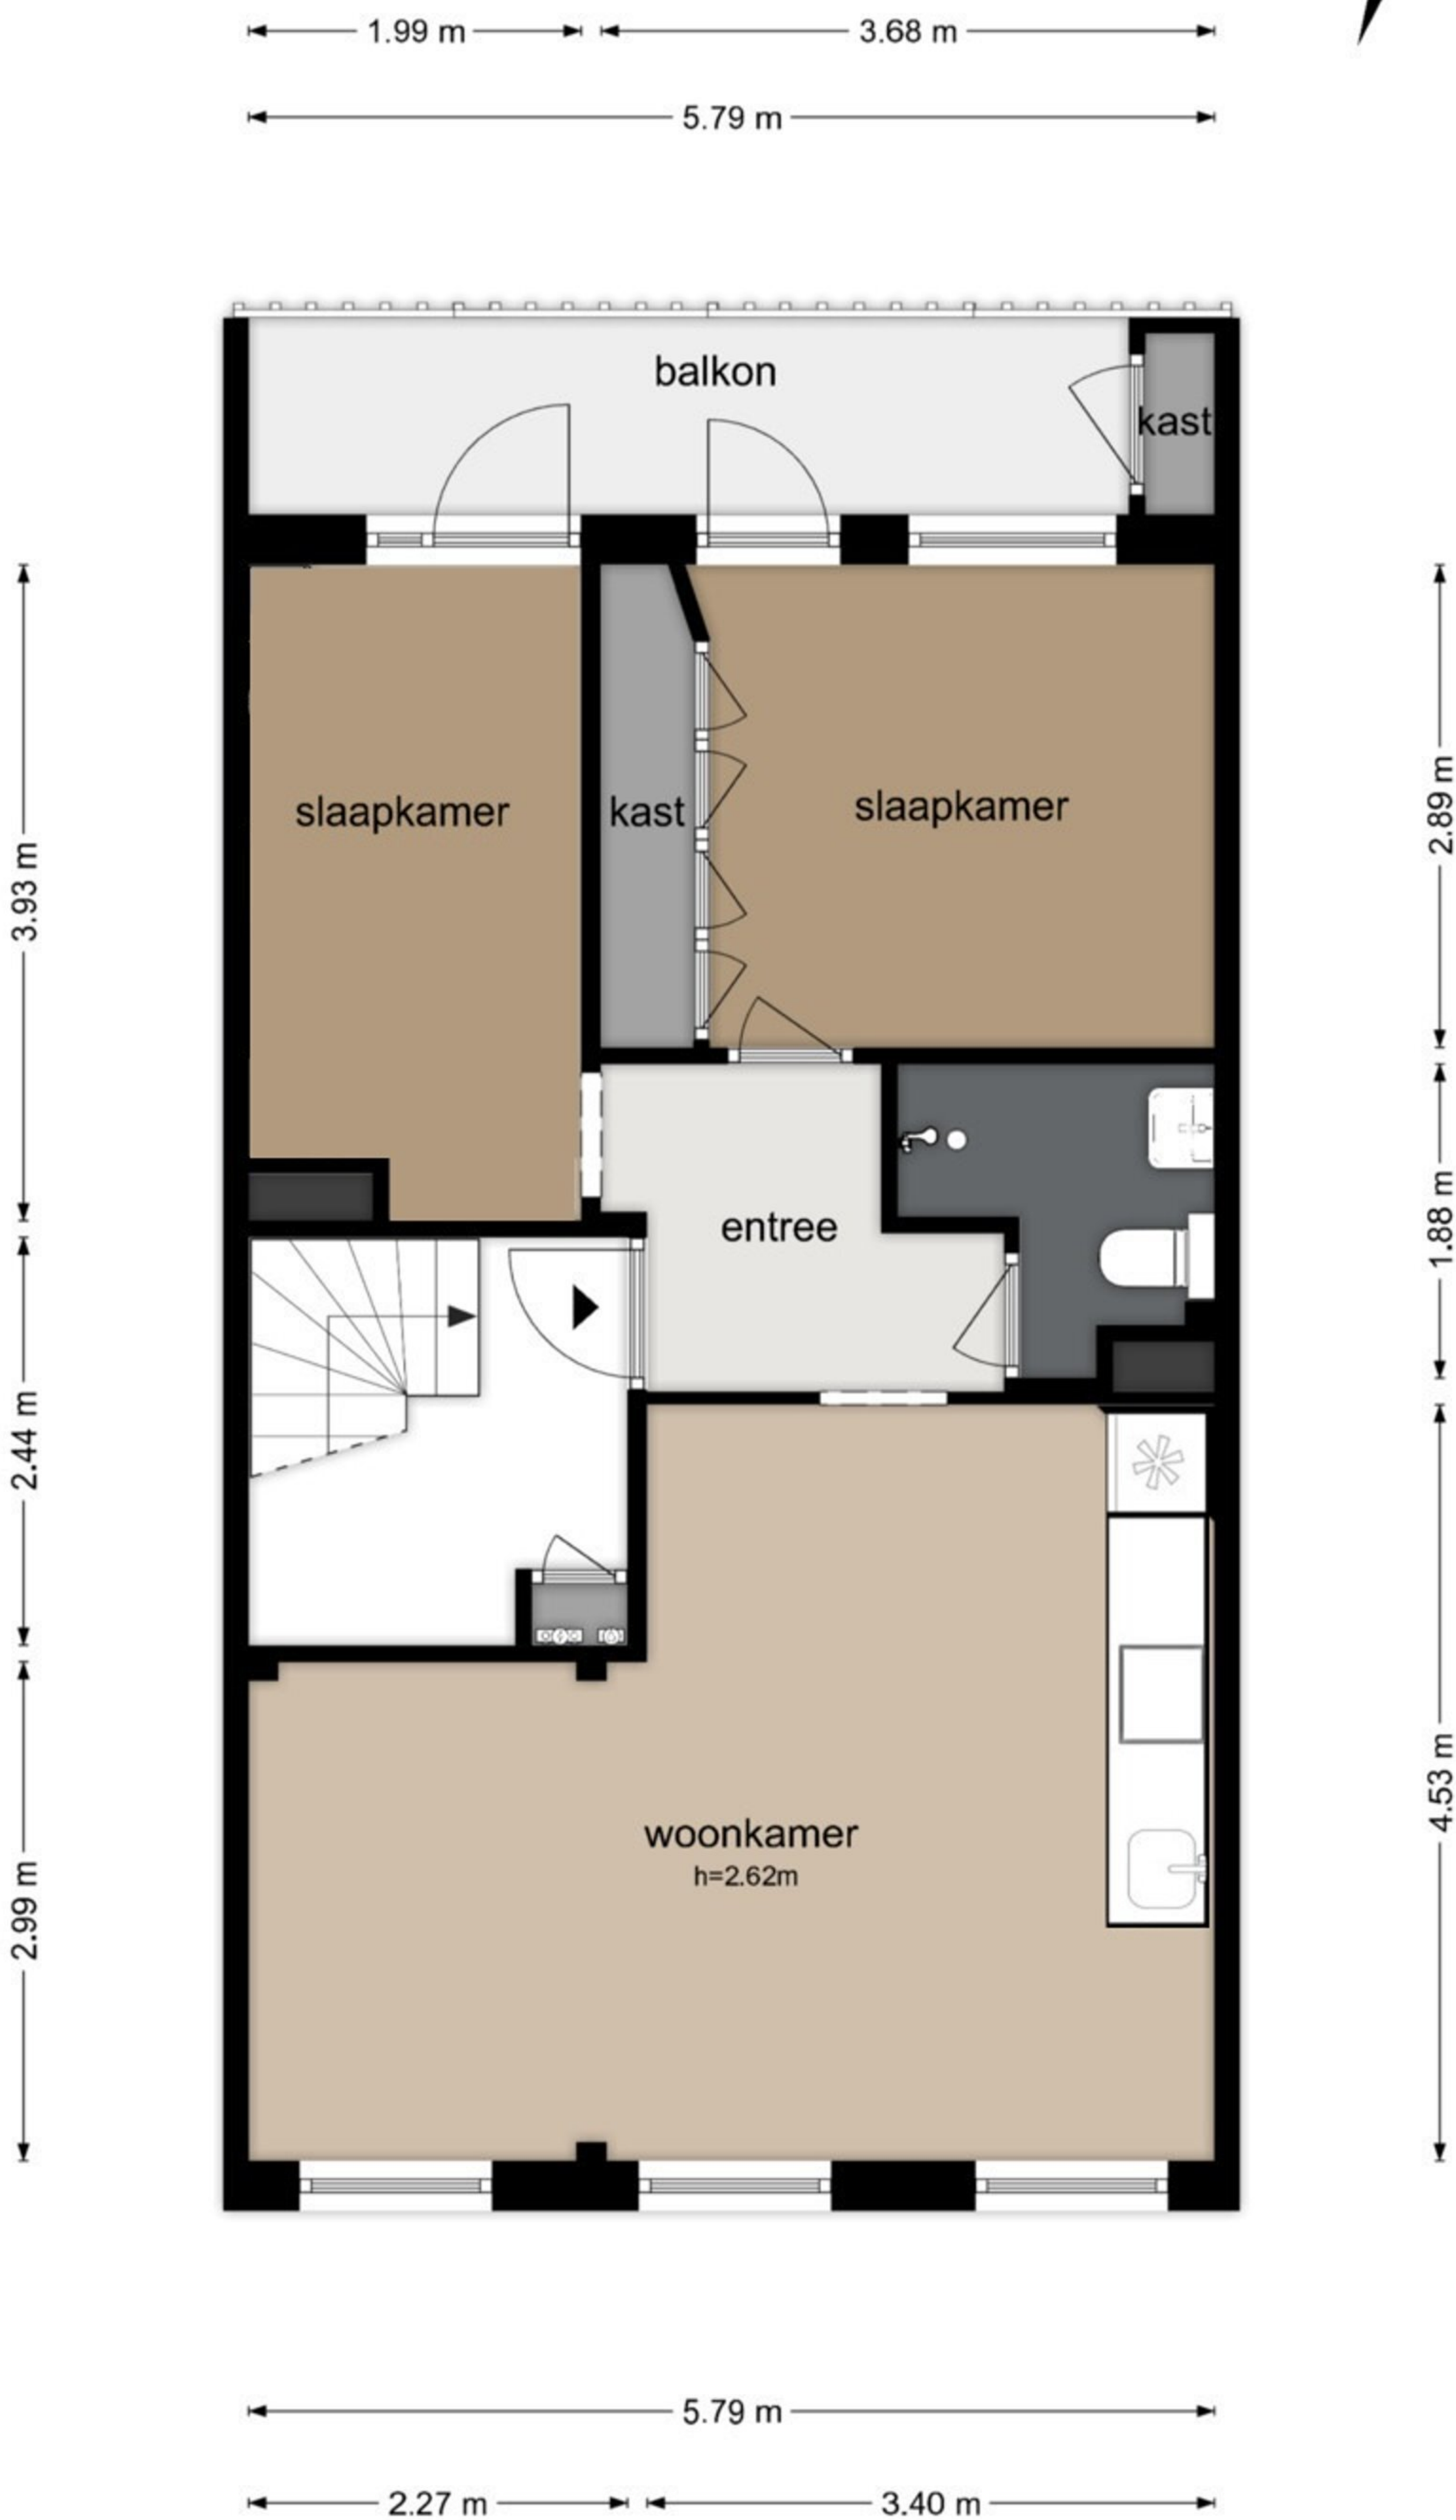 1.99 m
3.68 m
5.79 m
balkon
kast
slaapkamer
kast
slaapkamer
3.93 m
2.89 m
entree
1.88 m
2.44 m
woonkamer
h=2.62m
2.99 m
4.53 m
5.79 m
2.27 m
3.40 m